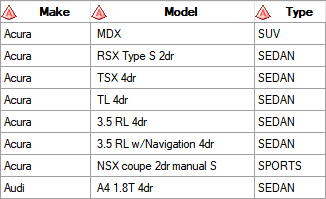 Make Model Type
Acura MDX SUV
Acura RSX Type S 2dr SEDAN
Acura TSX 4dr SEDAN
Acura TL 4dr SEDAN
Acura 3.5 RL 4dr SEDAN
Acura 3.5 RL w/Navigation 4dr SEDAN
Acura NSX coupe 2dr manual S SPORTS
Audi A4 1.8T 4dr SEDAN